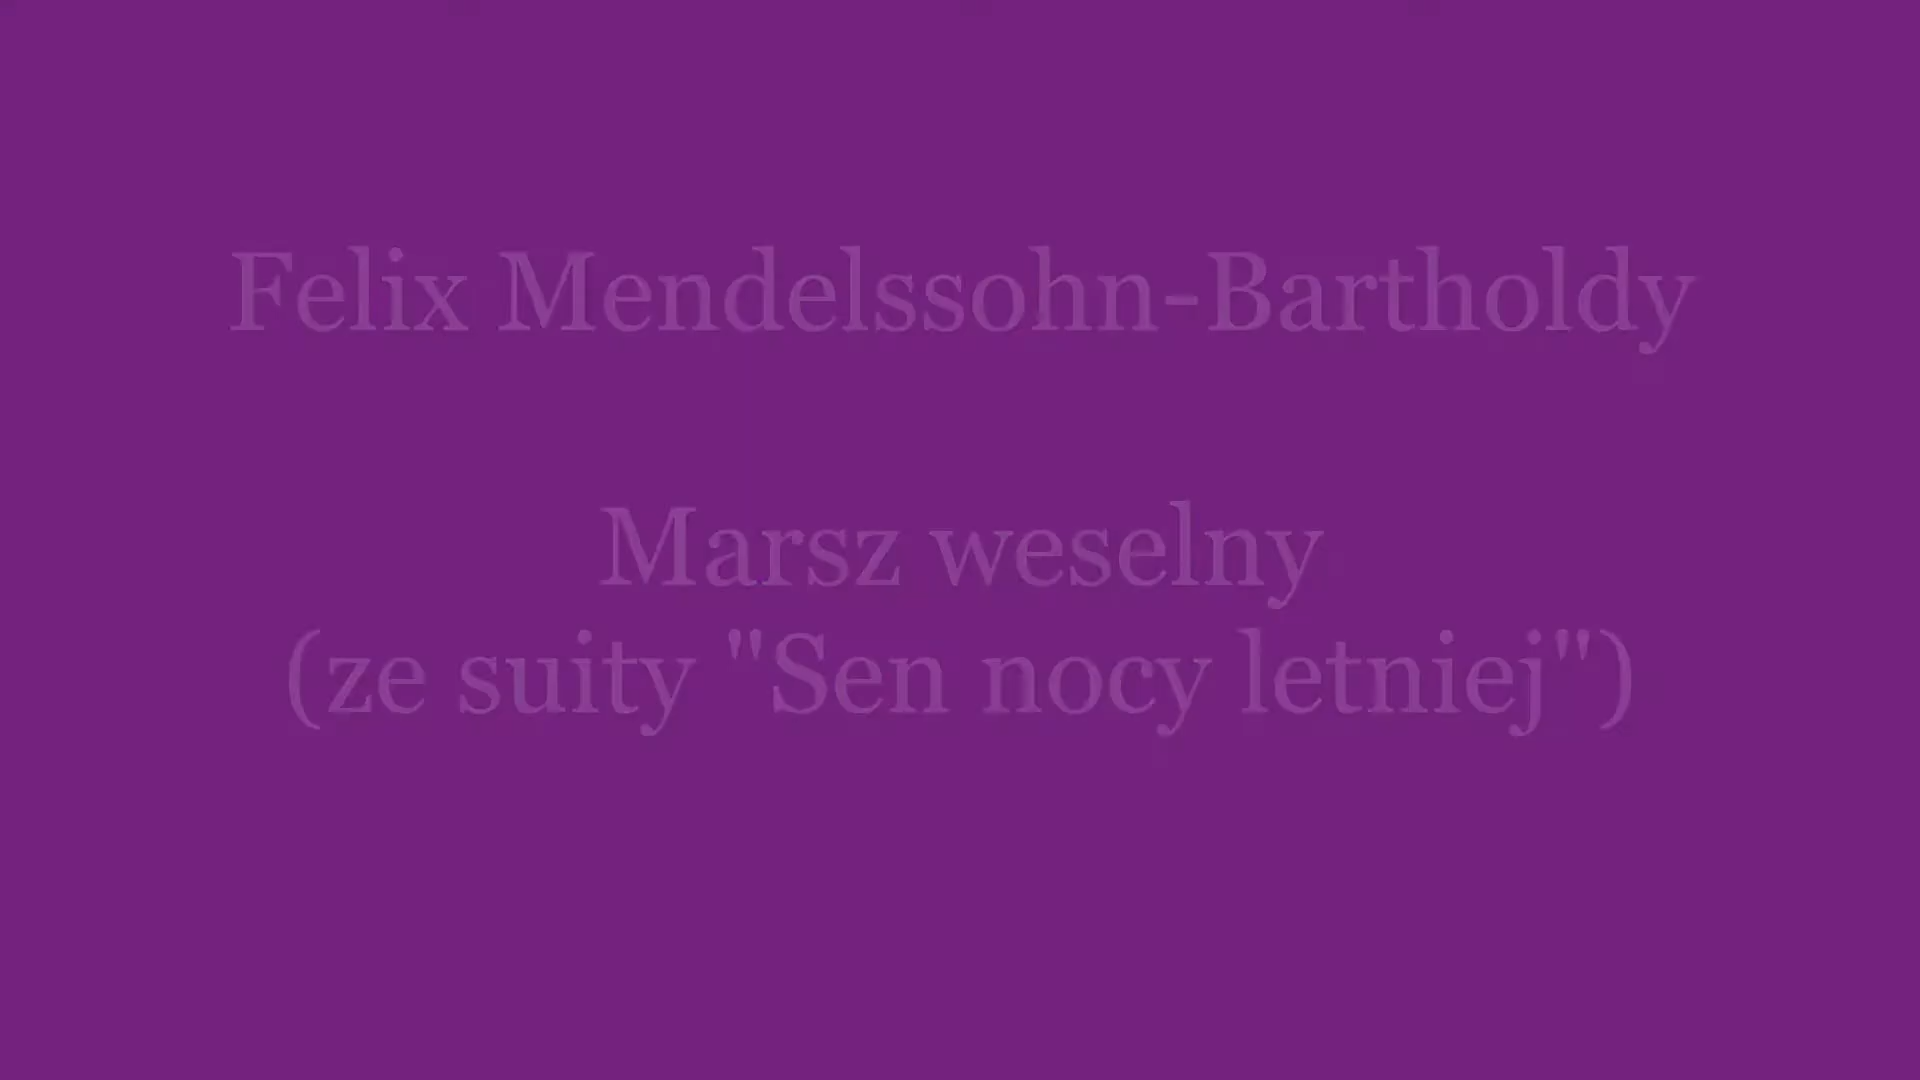 Felix Mendelssohn-Bartholdy
Marsz weselny
(ze suity "Sen nocy letniej")